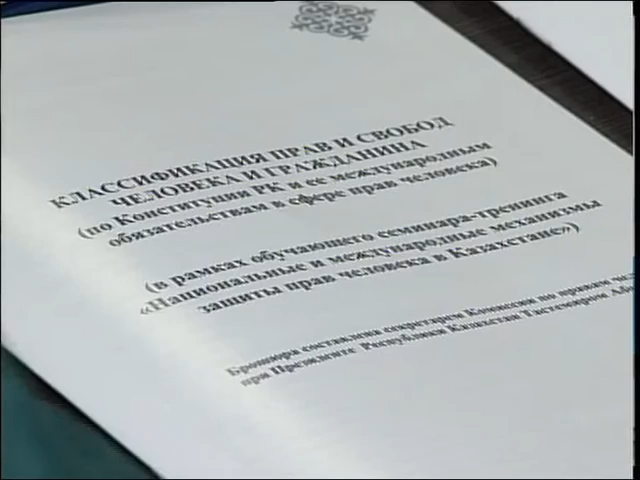 КЛАССИФИКАЦИЯ ПРАВ И СВОБОД
ЧЕЛОВЕКА И ГРАЖДАНИНА
(по Конституции РК и ее международным
обязательствам в сфере прав человека)
(в рамках обучающего семинара-тренинга
«Национальные и международные механизмы
защиты прав человека в Казахстане»)
Брошюра составлена секретарем Комиссии по правам
при Президенте Республики Казахстан Тастемиром